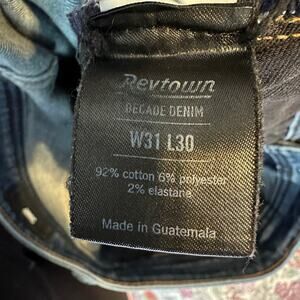 Revtown
DECADE DENIM
W31 L30
92% cotton 6% polyester
2% elastane
Made in Guatemala